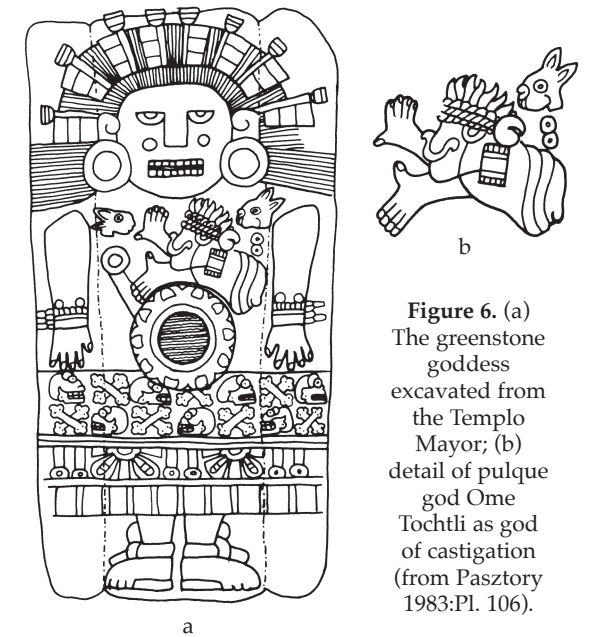 b
Figure 6. (a)
The greenstone
goddess
excavated from
the Templo
Mayor; (b)
detail of pulque
god Ome
Tochtli as god
of castigation
(from Pasztory
1983:Pl. 106).
a